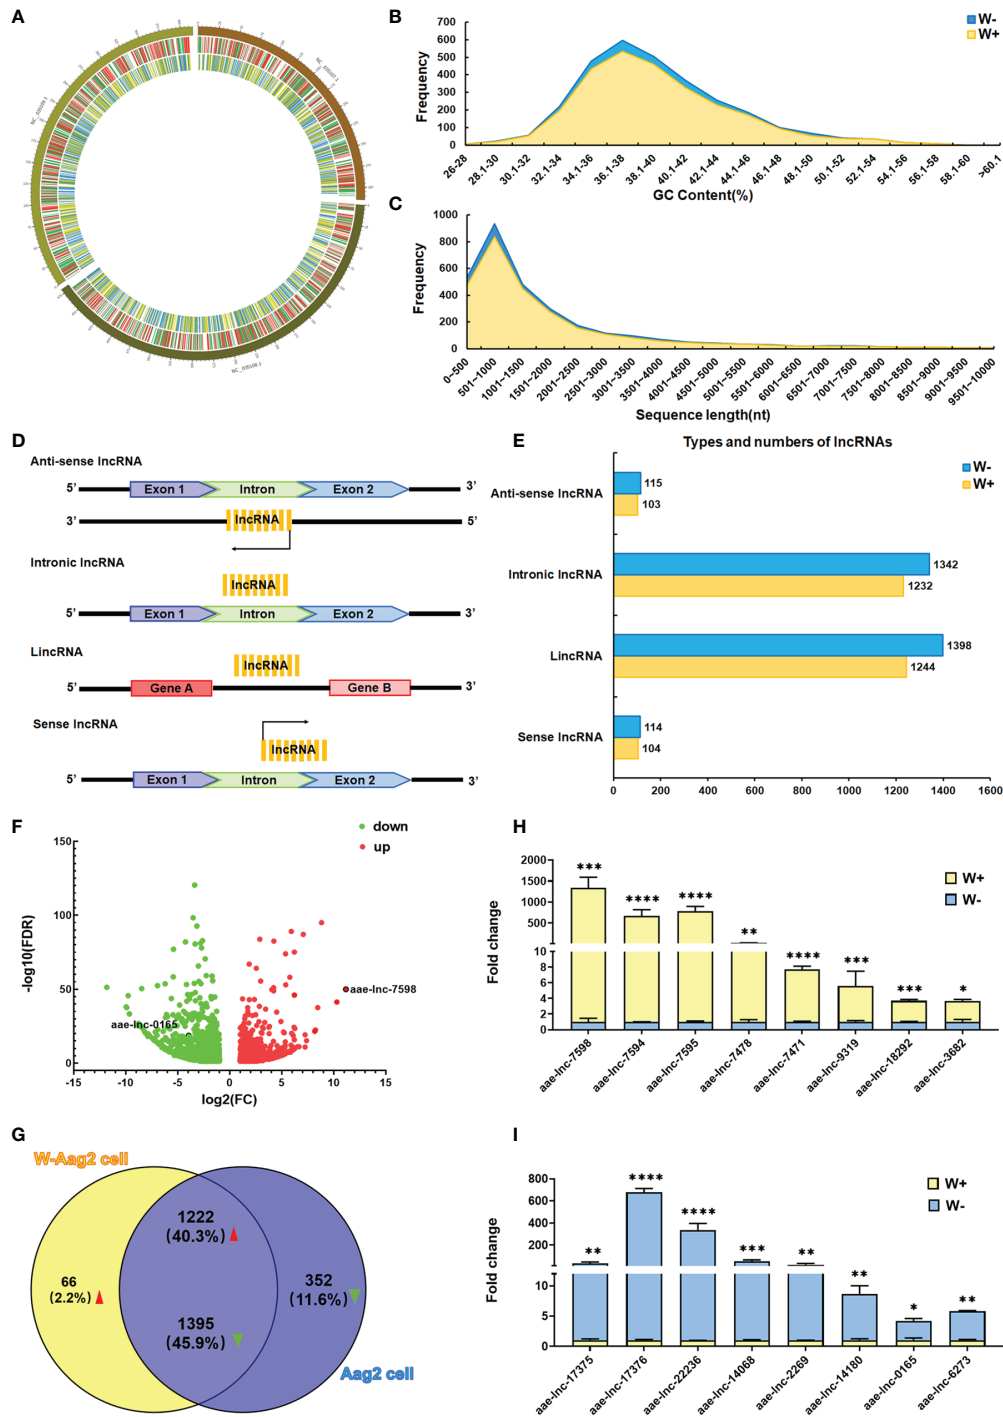 A
NC_035109.1
NC_035107.1
NC_035108.1
B
W-
W+
Frequency
700
600
500
400
300
200
100
0
26-28
28.1-30
30.1-32
32.1-34
34.1-36
36.1-38
38.1-40
40.1-42
42.1-44
44.1-46
46.1-48
48.1-50
50.1-52
52.1-54
54.1-56
56.1-58
58.1-60
>60.1
GC Content(%)
C
Frequency
1000
800
600
400
200
0
0~500
501~1000
1001~1500
1501~2000
2001~2500
2501~3000
3001~3500
3501~4000
4001~4500
4501~5000
5001~5500
5501~6000
6001~6500
6501~7000
7001~7500
7501~8000
8001~8500
8501~9000
9001~9500
9501~10000
Sequence length(nt)
D
Anti-sense lncRNA
5’ Exon 1 Intron Exon 2 3’
3’ lncRNA 5’
Intronic lncRNA
lncRNA
5’ Exon 1 Intron Exon 2 3’
LincRNA
lncRNA
5’ Gene A Gene B 3’
Sense lncRNA
lncRNA
5’ Exon 1 Intron Exon 2 3’
E
Types and numbers of lncRNAs
W-
W+
Anti-sense lncRNA
115
103
Intronic lncRNA
1342
1232
LincRNA
1398
1244
Sense lncRNA
114
104
0 200 400 600 800 1000 1200 1400 1600
F
down
up
-log10(FDR)
150
100
50
0
aae-lnc-7598
aae-lnc-0165
-15 -10 -5 0 5 10 15
log2(FC)
G
W-Aag2 cell
1222
(40.3%)
66
(2.2%)
352
(11.6%)
1395
(45.9%)
Aag2 cell
H
W+
W-
Fold change
2000
1500
1000
500
10
8
6
4
2
0
*** **** **** ** **** *** *** *
aae-lnc-7598
aae-lnc-7594
aae-lnc-7595
aae-lnc-7478
aae-lnc-7471
aae-lnc-9319
aae-lnc-18292
aae-lnc-3682
I
W+
W-
Fold change
800
600
400
200
10
5
0
** **** **** *** ** ** * **
aae-lnc-17375
aae-lnc-17376
aae-lnc-22236
aae-lnc-14068
aae-lnc-2269
aae-lnc-14180
aae-lnc-0165
aae-lnc-6273